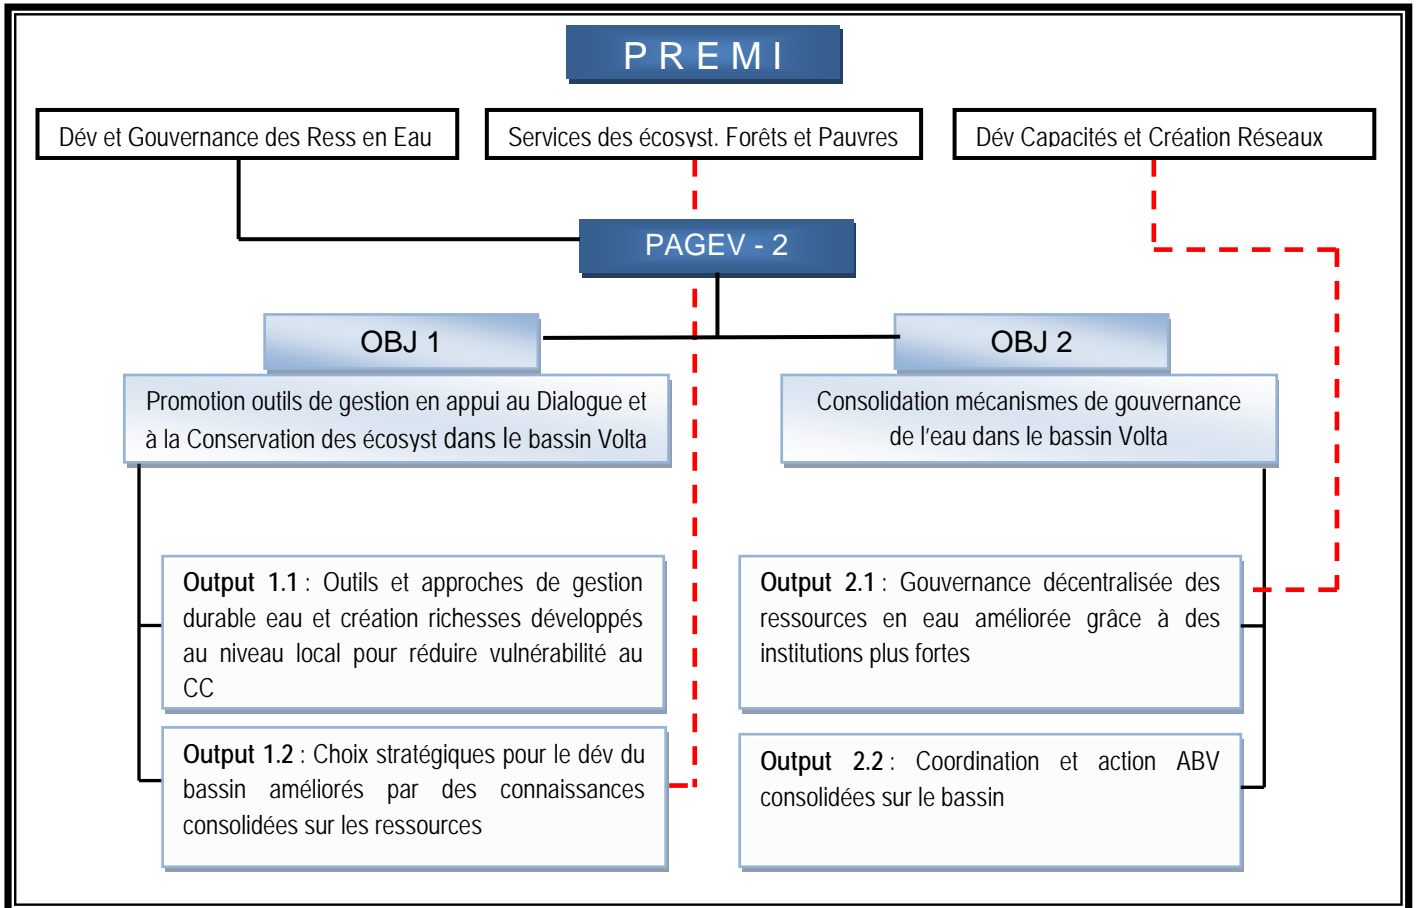 P R E M I
Dév et Gouvernance des Ress en Eau
Services des écosyst. Forêts et Pauvres
Dév Capacités et Création Réseaux
PAGEV - 2
OBJ 1
OBJ 2
Promotion outils de gestion en appui au Dialogue et
à la Conservation des écosyst dans le bassin Volta
Consolidation mécanismes de gouvernance
de l'eau dans le bassin Volta
Output 1.1 : Outils et approches de gestion
durable eau et création richesses développés
au niveau local pour réduire vulnérabilité au
CC
Output 2.1 : Gouvernance décentralisée des
ressources en eau améliorée grâce à des
institutions plus fortes
Output 1.2 : Choix stratégiques pour le dév du
bassin améliorés par des connaissances
consolidées sur les ressources
Output 2.2 : Coordination et action ABV
consolidées sur le bassin